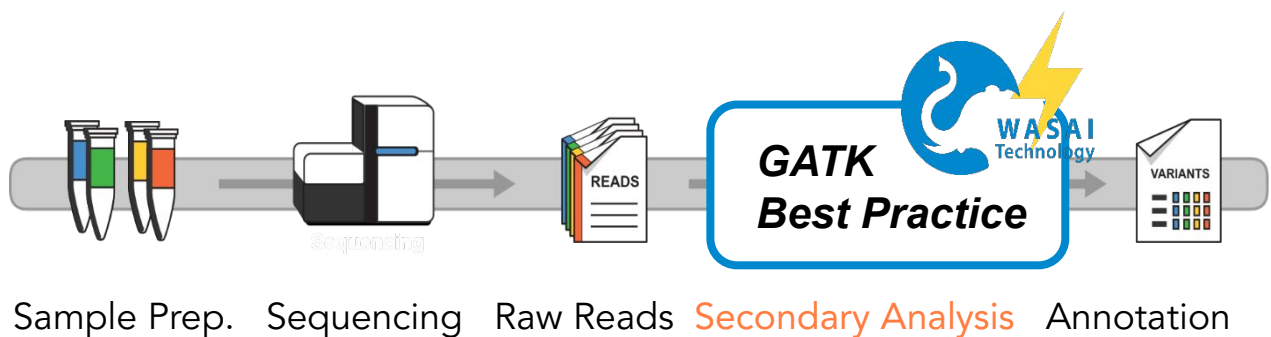 WASAI
Technology
GATK
Best Practice
READS
VARIANTS
Sequencing
Sample Prep. Sequencing Raw Reads Secondary Analysis Annotation